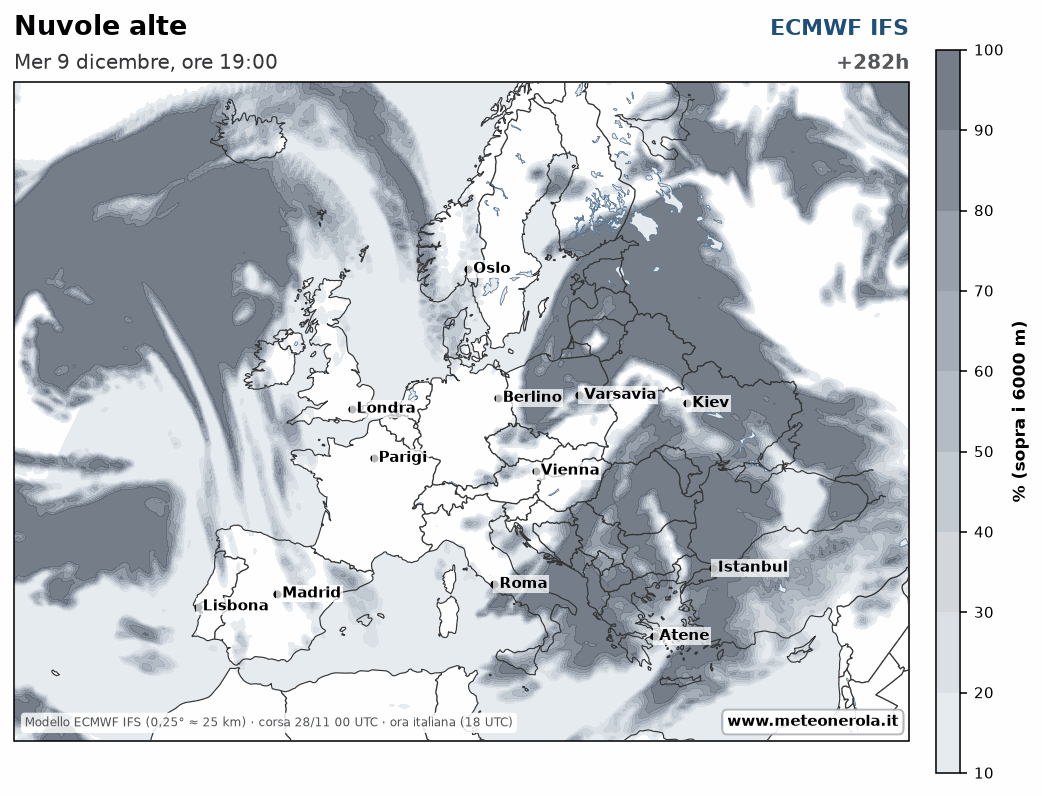 Nuvole alte
ECMWF IFS
Mer 9 dicembre, ore 19:00
+282h
100
90
80
70
60
50
40
30
20
10
% (sopra i 6000 m)
Oslo
Londra
Berlino
Varsavia
Kiev
Parigi
Vienna
Roma
Istanbul
Madrid
Lisbona
Atene
Modello ECMWF IFS (0,25° ≈ 25 km) · corsa 28/11 00 UTC · ora italiana (18 UTC)
www.meteonerola.it